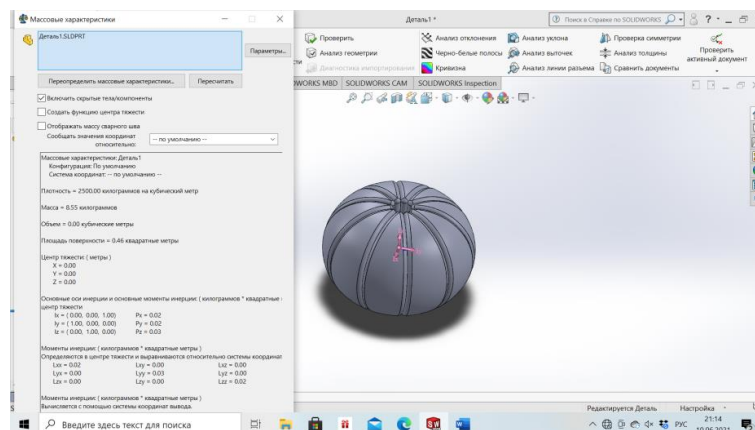 Массовые характеристики
Деталь1 *
Поиск в Справке по SOLIDWORKS
Деталь1.SLDPRT
Параметры...
Переопределить массовые характеристики...
Пересчитать
Включить скрытые тела/компоненты
Создать функцию центра тяжести
Отображать массу сварного шва
Сообщать значения координат относительно:
-- по умолчанию --
Проверить
Анализ отклонения
Анализ уклона
Проверка симметрии
Анализ геометрии
Черно-белые полосы
Анализ выточек
Анализ толщины
Проверить
активный документ
Диагностика импортирования
Кривизна
Анализ линии разъема
Сравнить документы
SOLIDWORKS CAM
SOLIDWORKS Inspection
Массовые характеристики: Деталь1
Конфигурация: По умолчанию
Система координат: -- по умолчанию --
Плотность = 2500.00 килограммов на кубический метр
Масса = 8.55 килограммов
Объем = 0.00 кубические метры
Площадь поверхности = 0.46 квадратные метры
Центр тяжести: ( метры )
X = 0.00
Y = 0.00
Z = 0.00
Основные оси инерции и основные моменты инерции: ( килограммов * квадратные
центр тяжести
Ix = ( 0.00, 0.00, 1.00) Px = 0.02
Iy = ( 1.00, 0.00, 0.00) Py = 0.02
Iz = ( 0.00, 1.00, 0.00) Pz = 0.03
Моменты инерции: ( килограммов * квадратные метры )
Определяются в центре тяжести и выравниваются относительно системы координат
Lxx = 0.02 Lxy = 0.00 Lxz = 0.00
Lyx = 0.00 Lyy = 0.03 Lyz = 0.00
Lzx = 0.00 Lzy = 0.00 Lzz = 0.02
Моменты инерции: ( килограммов * квадратные метры )
Вычисляется с помощью системы координат вывода.
Редактируется Деталь
Настройка
Введите здесь текст для поиска
РУС
21:14
10.06.2021